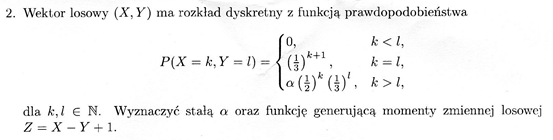 2. Wektor losowy (X, Y) ma rozkład dyskretny z funkcją prawdopodobieństwa
P(X = k, Y = l) = { 0, k < l,
(1/3)^{k+1}, k = l,
α (1/2)^k (1/3)^l, k > l,
dla k, l ∈ ℕ. Wyznaczyć stałą α oraz funkcję generującą momenty zmiennej losowej
Z = X − Y + 1.